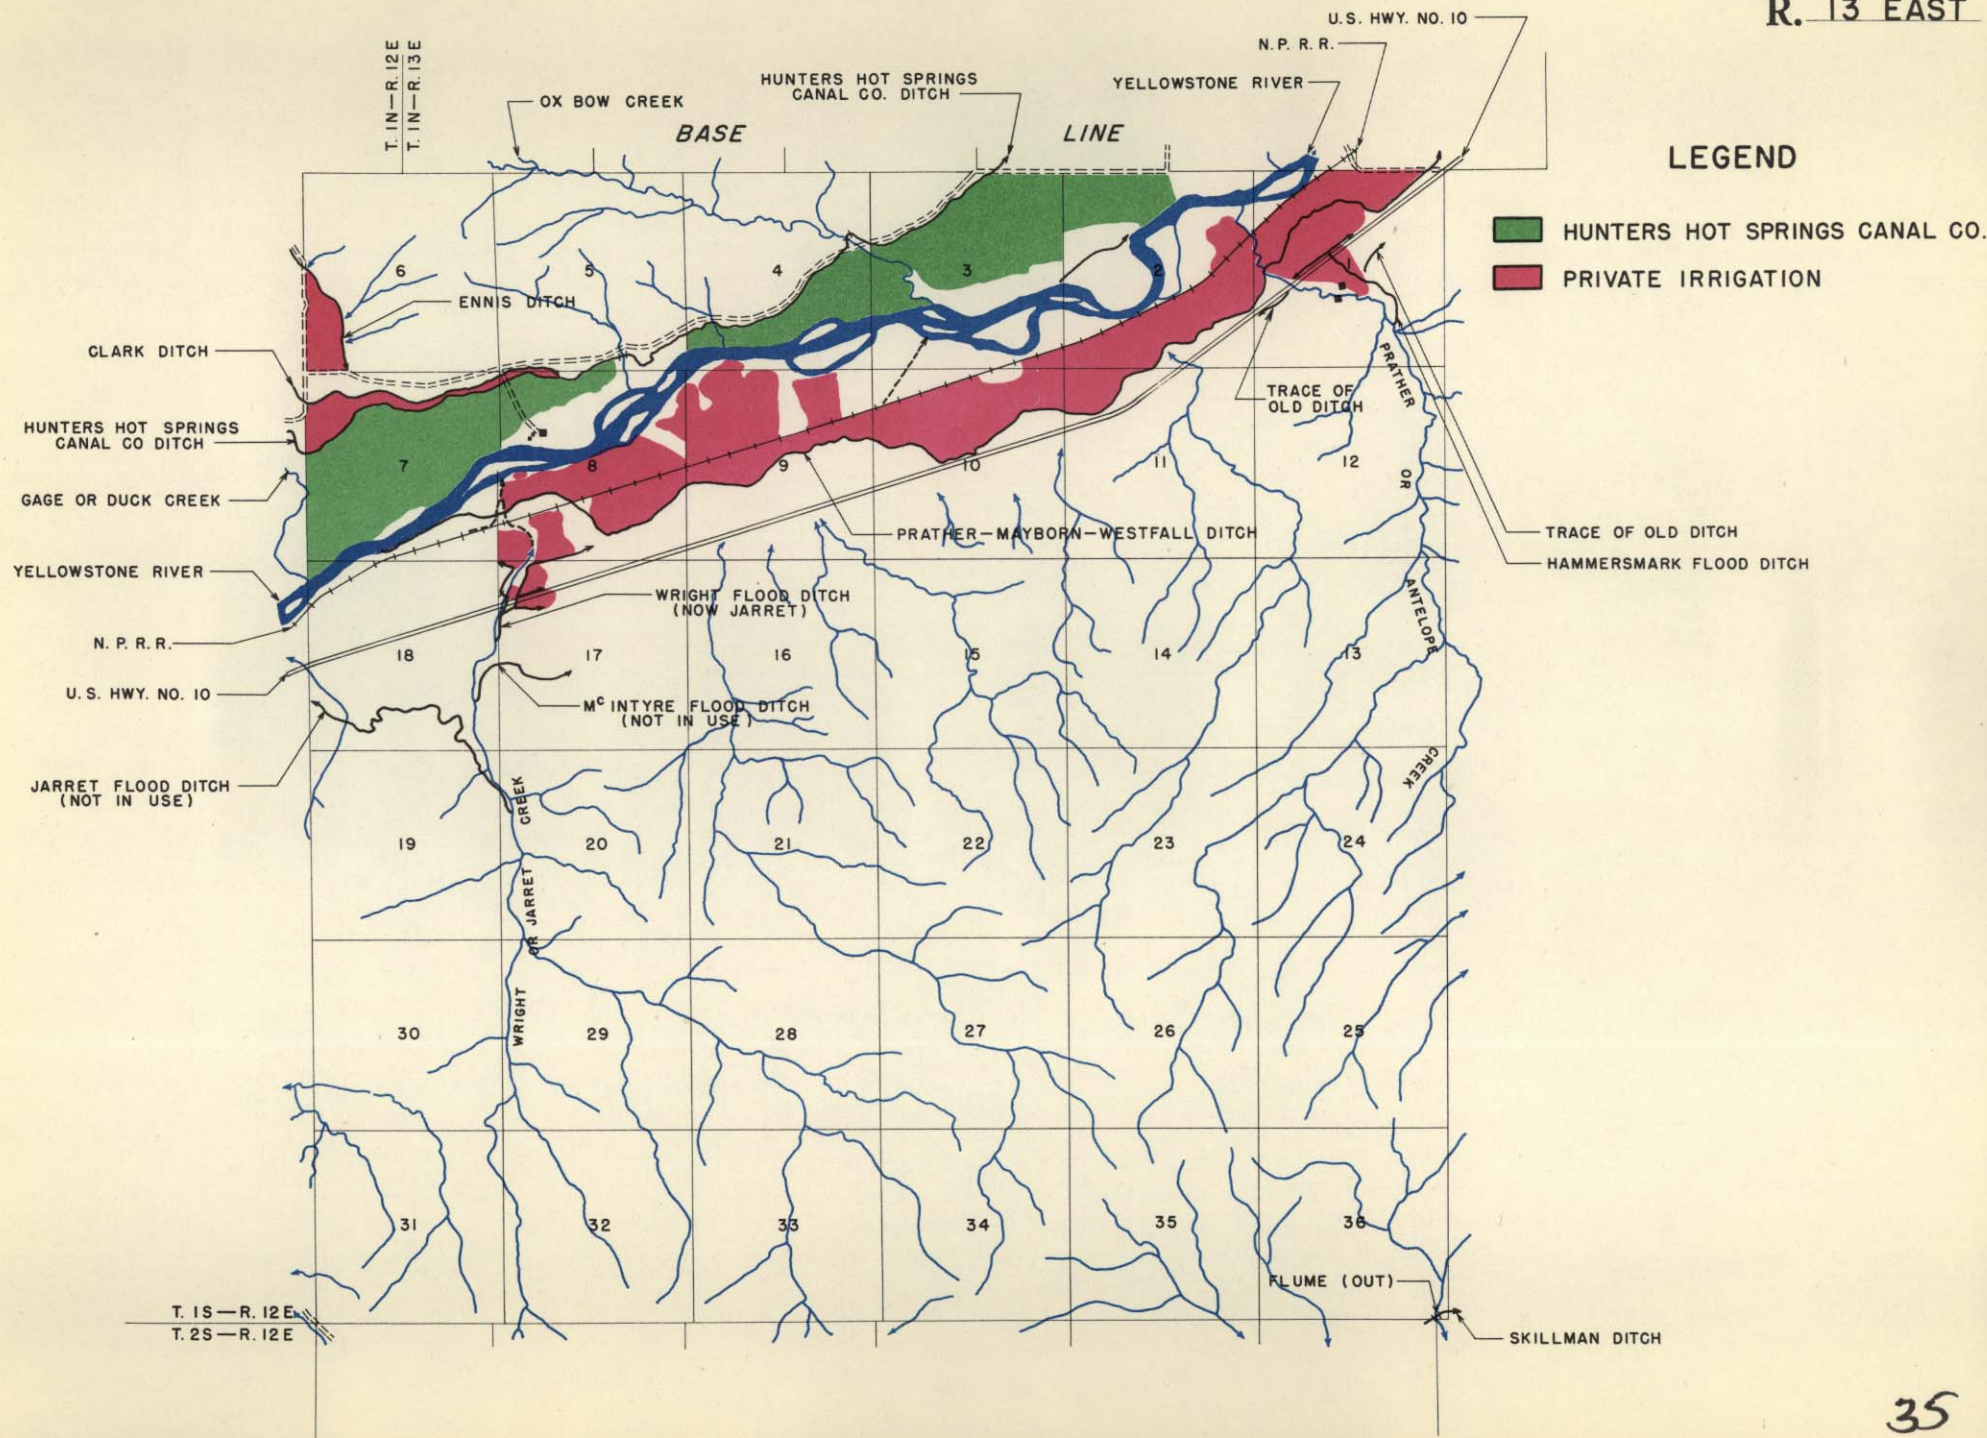 R. 13 EAST
U.S. HWY. NO. 10
N. P. R. R.
YELLOWSTONE RIVER
HUNTERS HOT SPRINGS
CANAL CO. DITCH
OX BOW CREEK
T. 1N—R. 12E
T. 1N—R. 13E
BASE LINE
LEGEND
HUNTERS HOT SPRINGS CANAL CO.
PRIVATE IRRIGATION
6
5
4
3
2
1
ENNIS DITCH
CLARK DITCH
HUNTERS HOT SPRINGS
CANAL CO DITCH
GAGE OR DUCK CREEK
YELLOWSTONE RIVER
N. P. R. R.
U. S. HWY. NO. 10
JARRET FLOOD DITCH
(NOT IN USE)
TRACE OF
OLD DITCH
PRATHER OR ANTELOPE CREEK
7
8
9
10
11
12
PRATHER—MAYBORN—WESTFALL DITCH
TRACE OF OLD DITCH
HAMMERSMARK FLOOD DITCH
WRIGHT FLOOD DITCH
(NOW JARRET)
18
17
16
15
14
13
Mc INTYRE FLOOD DITCH
(NOT IN USE)
WRIGHT OR JARRET CREEK
19
20
21
22
23
24
30
29
28
27
26
25
31
32
33
34
35
36
FLUME (OUT)
SKILLMAN DITCH
T. 1S—R. 12E
T. 2S—R. 12E
35